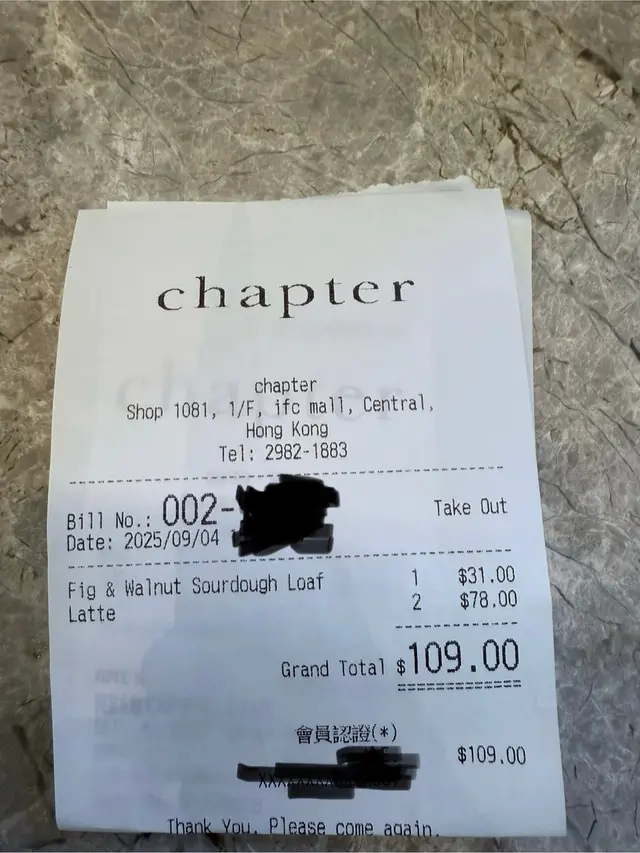 chapter
chapter
Shop 1081, 1/F, ifc mall, Central,
Hong Kong
Tel: 2982-1883
Bill No.: 002- Take Out
Date: 2025/09/04
Fig & Walnut Sourdough Loaf 1 $31.00
Latte 2 $78.00
Grand Total $109.00
會員認證(*)
$109.00
Thank You, Please come again.